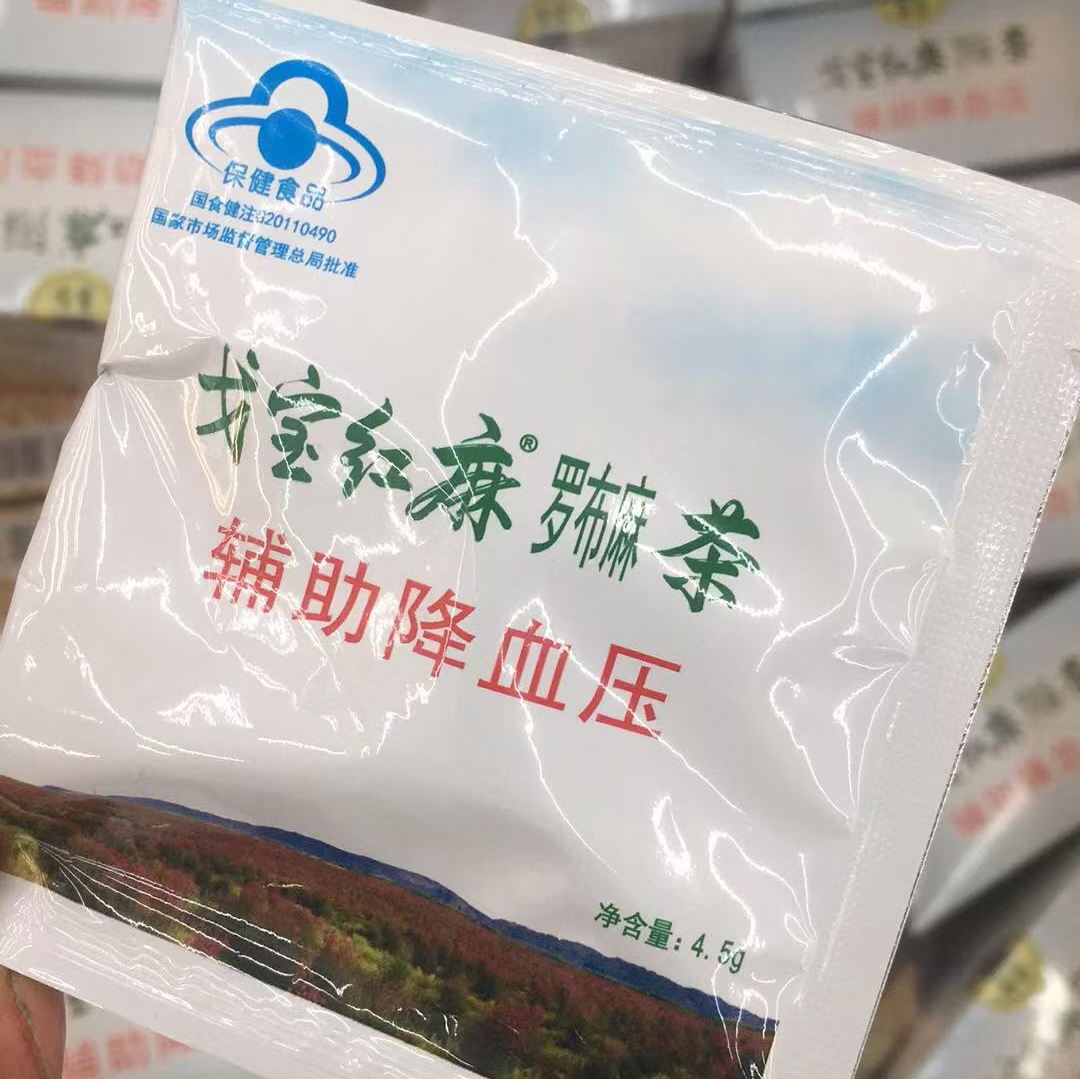 保健食品
国食健注G20110490
国家市场监督管理总局批准
戈宝红麻® 罗布麻 茶
辅助降血压
净含量: 4.5g